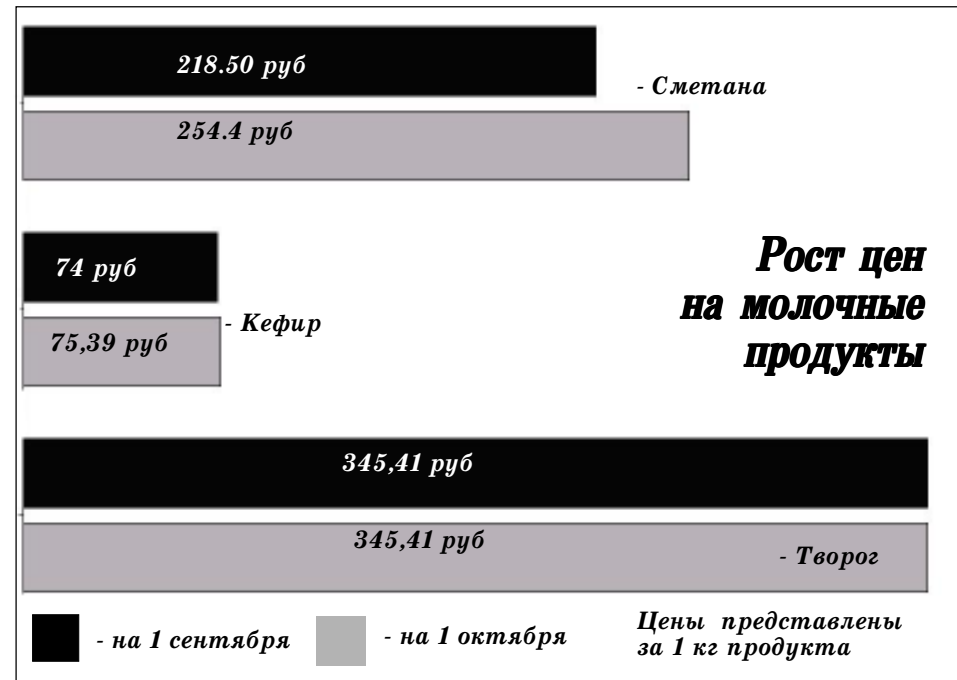 218.50 руб
- Сметана
254.4 руб
74 руб
- Кефир
75,39 руб
Рост цен
на молочные
продукты
345,41 руб
345,41 руб
- Творог
- на 1 сентября
- на 1 октября
Цены представлены
за 1 кг продукта